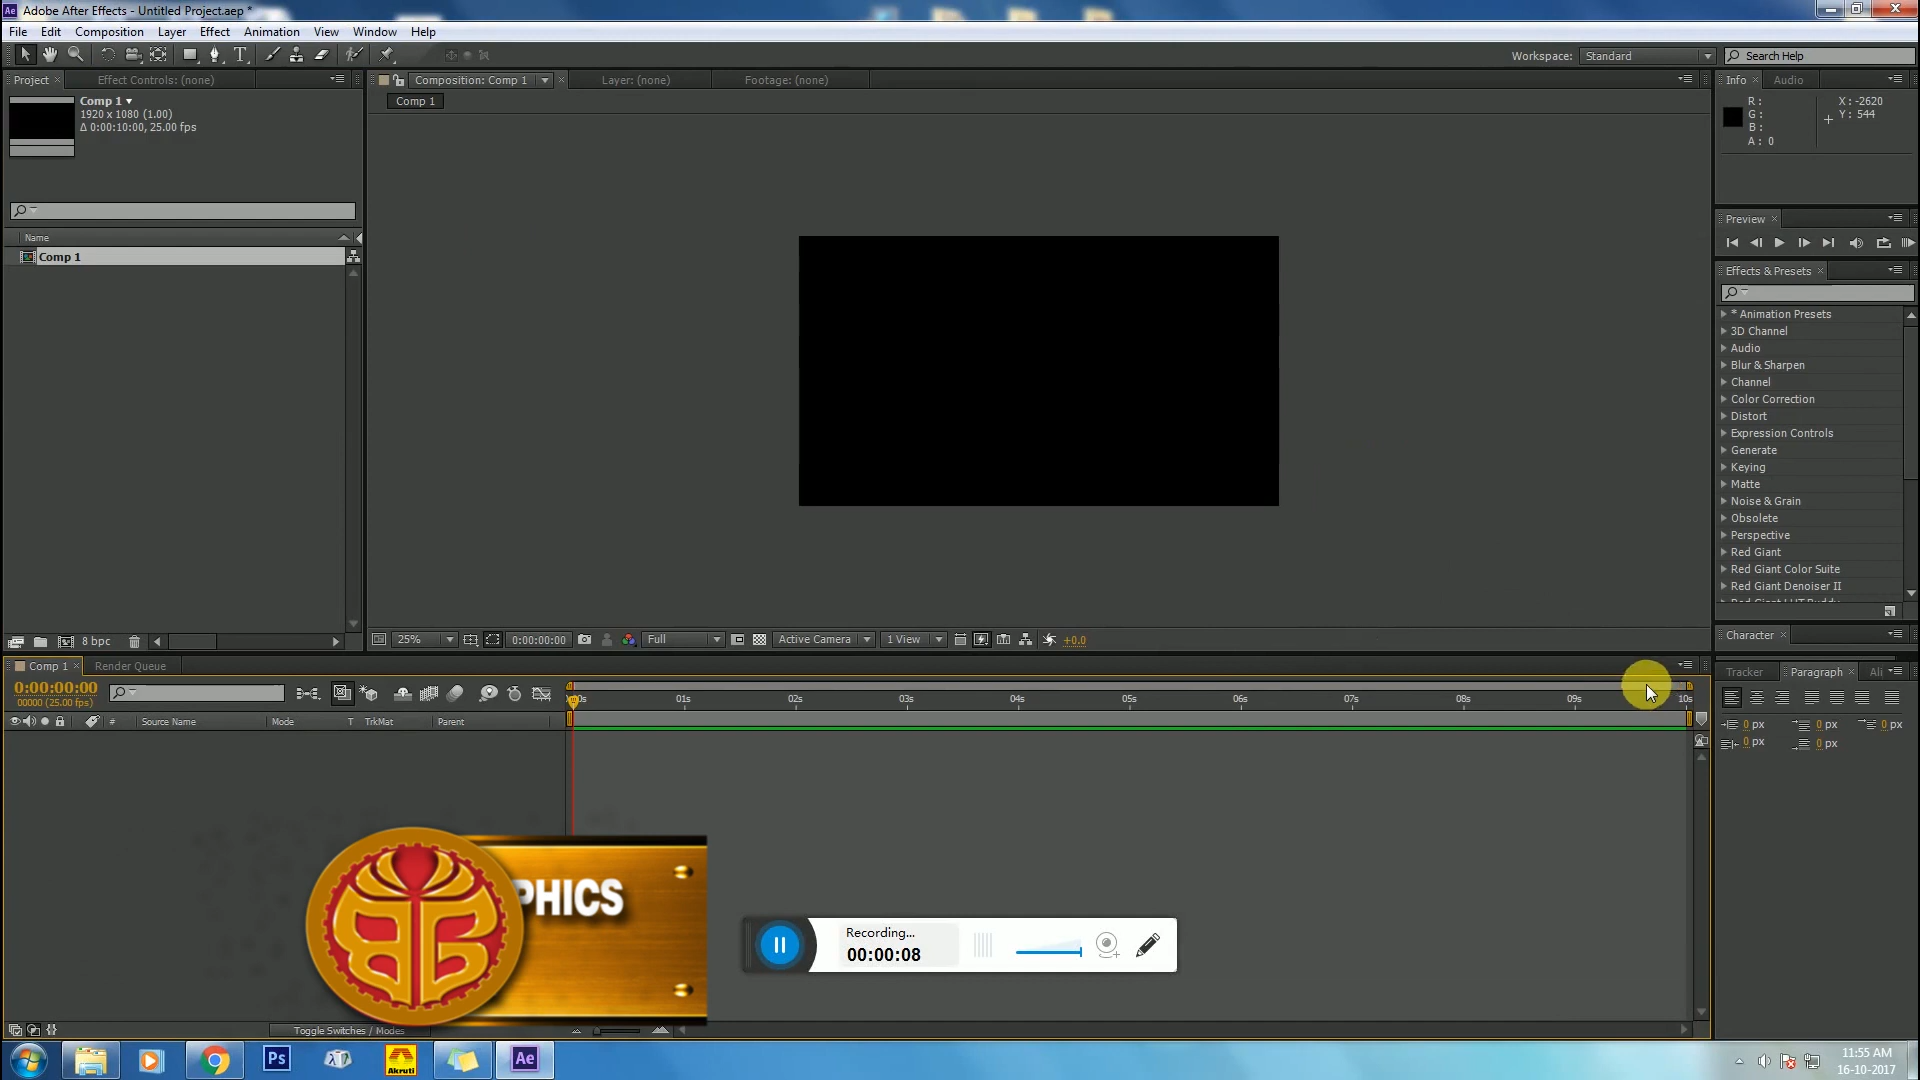 Adobe After Effects - Untitled Project.aep *
File Edit Composition Layer Effect Animation View Window Help
Workspace: Standard Search Help
Project Effect Controls: (none) Composition: Comp 1 Layer: (none) Footage: (none) Info Audio
Comp 1
1920 x 1080 (1.00)
Δ 0:00:10:00, 25.00 fps
Comp 1
R :
G :
B :
A : 0
X : -2620
Y : 544
Preview
Name
Comp 1
Effects & Presets
* Animation Presets
3D Channel
Audio
Blur & Sharpen
Channel
Color Correction
Distort
Expression Controls
Generate
Keying
Matte
Noise & Grain
Obsolete
Perspective
Red Giant
Red Giant Color Suite
Red Giant Denoiser II
8 bpc 25% 0:00:00:00 Full Active Camera 1 View +0.0
Character
Comp 1 Render Queue
Tracker Paragraph Ali
0:00:00:00
00000 (25.00 fps)
01s 02s 03s 04s 05s 06s 07s 08s 09s 10s
# Source Name Mode T TrkMat Parent
0 px 0 px 0 px
0 px 0 px
PHICS
Recording...
00:00:08
Toggle Switches / Modes
Ps Akruti Ae
11:55 AM
16-10-2017